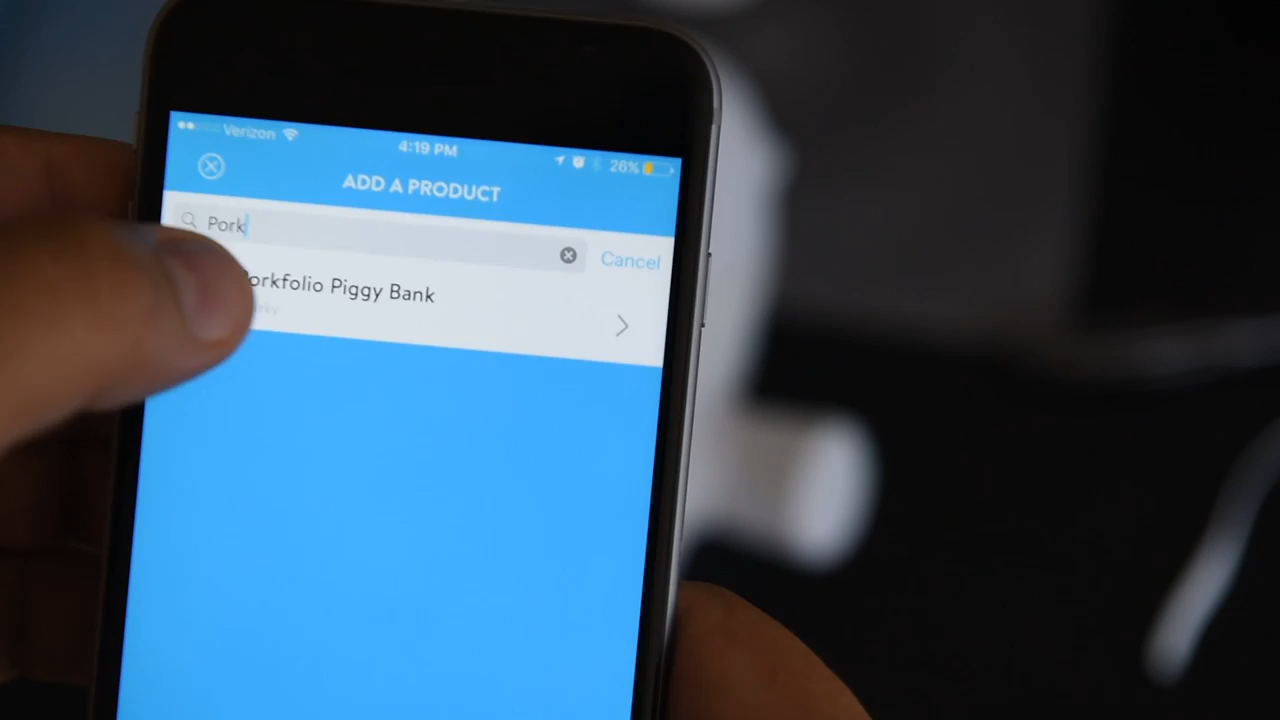 Verizon
4:19 PM
26%
ADD A PRODUCT
Pork
Cancel
orkfolio Piggy Bank